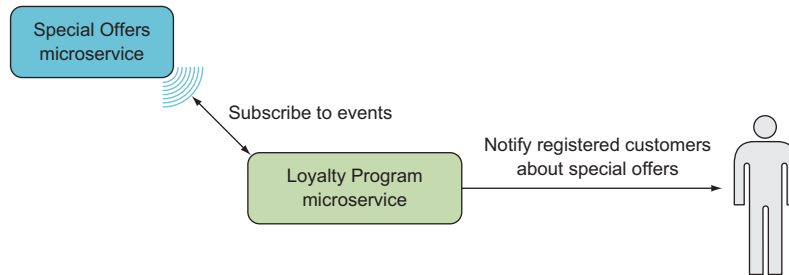 Special Offers
microservice
Subscribe to events
Loyalty Program
microservice
Notify registered customers
about special offers